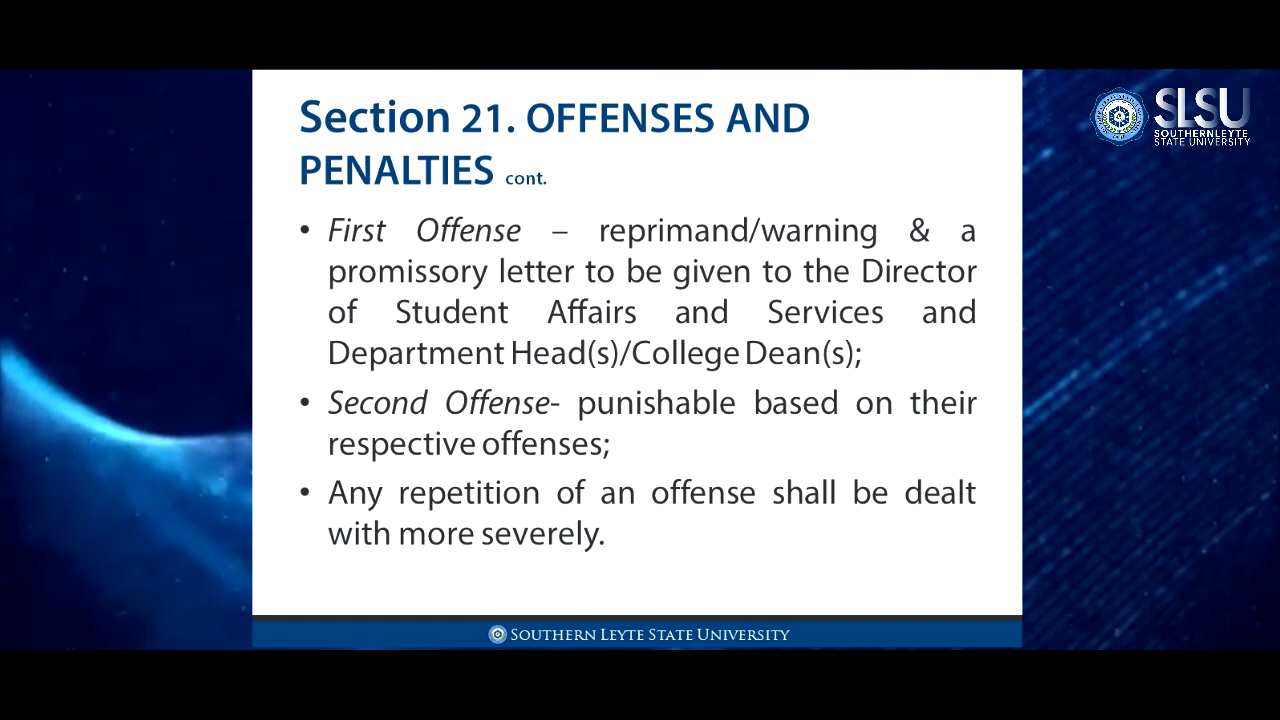 Section 21. OFFENSES AND
PENALTIES cont.
• First Offense – reprimand/warning & a
promissory letter to be given to the Director
of Student Affairs and Services and
Department Head(s)/College Dean(s);
• Second Offense- punishable based on their
respective offenses;
• Any repetition of an offense shall be dealt
with more severely.
SOUTHERN LEYTE STATE UNIVERSITY
SLSU
SOUTHERN LEYTE
STATE UNIVERSITY